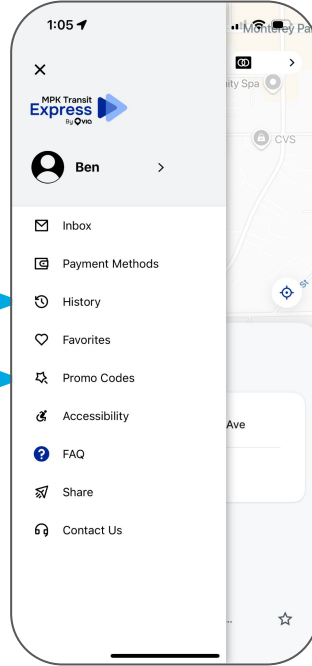 1:05
Monterey Pa
MPK Transit
Express
By Via
ity Spa
CVS
Ben
Inbox
Payment Methods
History
Favorites
Promo Codes
Ave
Accessibility
FAQ
Share
Contact Us
...